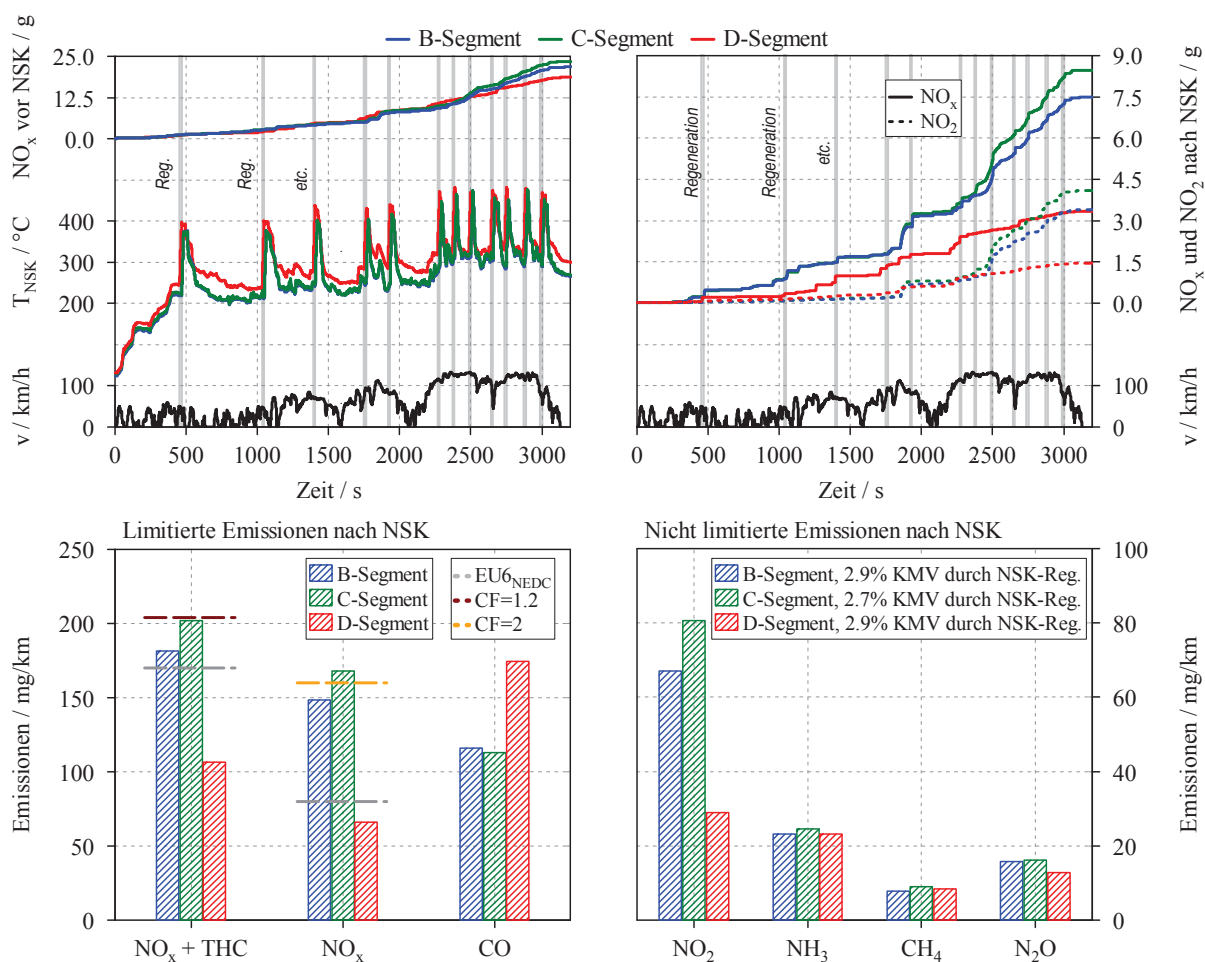 B-Segment C-Segment D-Segment
NOx vor NSK / g
25.0
12.5
0.0
TNSK / °C
400
300
200
v / km/h
100
0
Reg.
Reg.
etc.
0 500 1000 1500 2000 2500 3000
Zeit / s
NOx
NO2
Regeneration
Regeneration
etc.
NOx und NO2 nach NSK / g
9.0
7.5
6.0
4.5
3.0
1.5
0.0
v / km/h
100
0
0 500 1000 1500 2000 2500 3000
Zeit / s
Limitierte Emissionen nach NSK
Emissionen / mg/km
250
200
150
100
50
0
B-Segment
C-Segment
D-Segment
EU6NEDC
CF=1.2
CF=2
NOx + THC NOx CO
Nicht limitierte Emissionen nach NSK
B-Segment, 2.9% KMV durch NSK-Reg.
C-Segment, 2.7% KMV durch NSK-Reg.
D-Segment, 2.9% KMV durch NSK-Reg.
Emissionen / mg/km
100
80
60
40
20
0
NO2 NH3 CH4 N2O